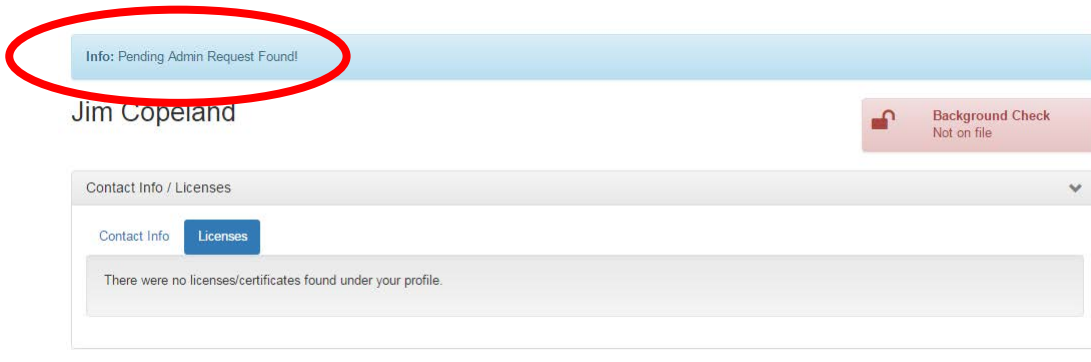 Info: Pending Admin Request Found!
Jim Copeland
Background Check
Not on file
Contact Info / Licenses
Contact Info Licenses
There were no licenses/certificates found under your profile.